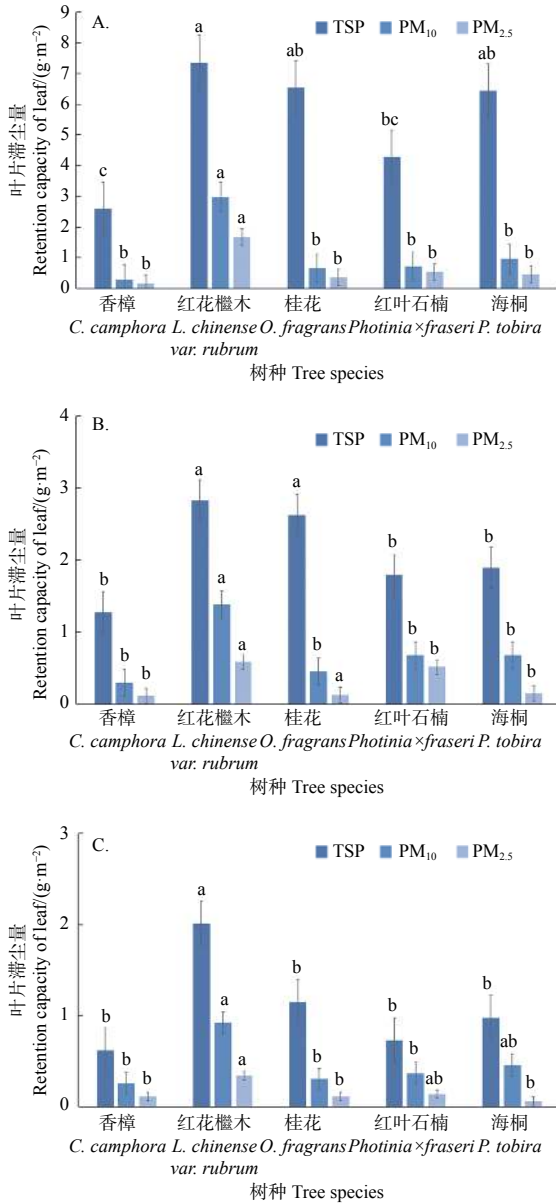 A.
TSP PM₁₀ PM₂.₅
叶片滞尘量
Retention capacity of leaf/(g·m⁻²)
9
8
7
6
5
4
3
2
1
0
c b b a a a ab b b bc b b ab b b
香樟 红花檵木 桂花 红叶石楠 海桐
C. camphora L. chinense O. fragrans Photinia×fraseri P. tobira
var. rubrum
树种 Tree species
B.
TSP PM₁₀ PM₂.₅
叶片滞尘量
Retention capacity of leaf/(g·m⁻²)
4
3
2
1
0
b b b a a a a b a b b b b b b
香樟 红花檵木 桂花 红叶石楠 海桐
C. camphora L. chinense O. fragrans Photinia×fraseri P. tobira
var. rubrum
树种 Tree species
C.
TSP PM₁₀ PM₂.₅
叶片滞尘量
Retention capacity of leaf/(g·m⁻²)
3
2
1
0
b b b a a a b b b b b ab b ab b
香樟 红花檵木 桂花 红叶石楠 海桐
C. camphora L. chinense O. fragrans Photinia×fraseri P. tobira
var. rubrum
树种 Tree species